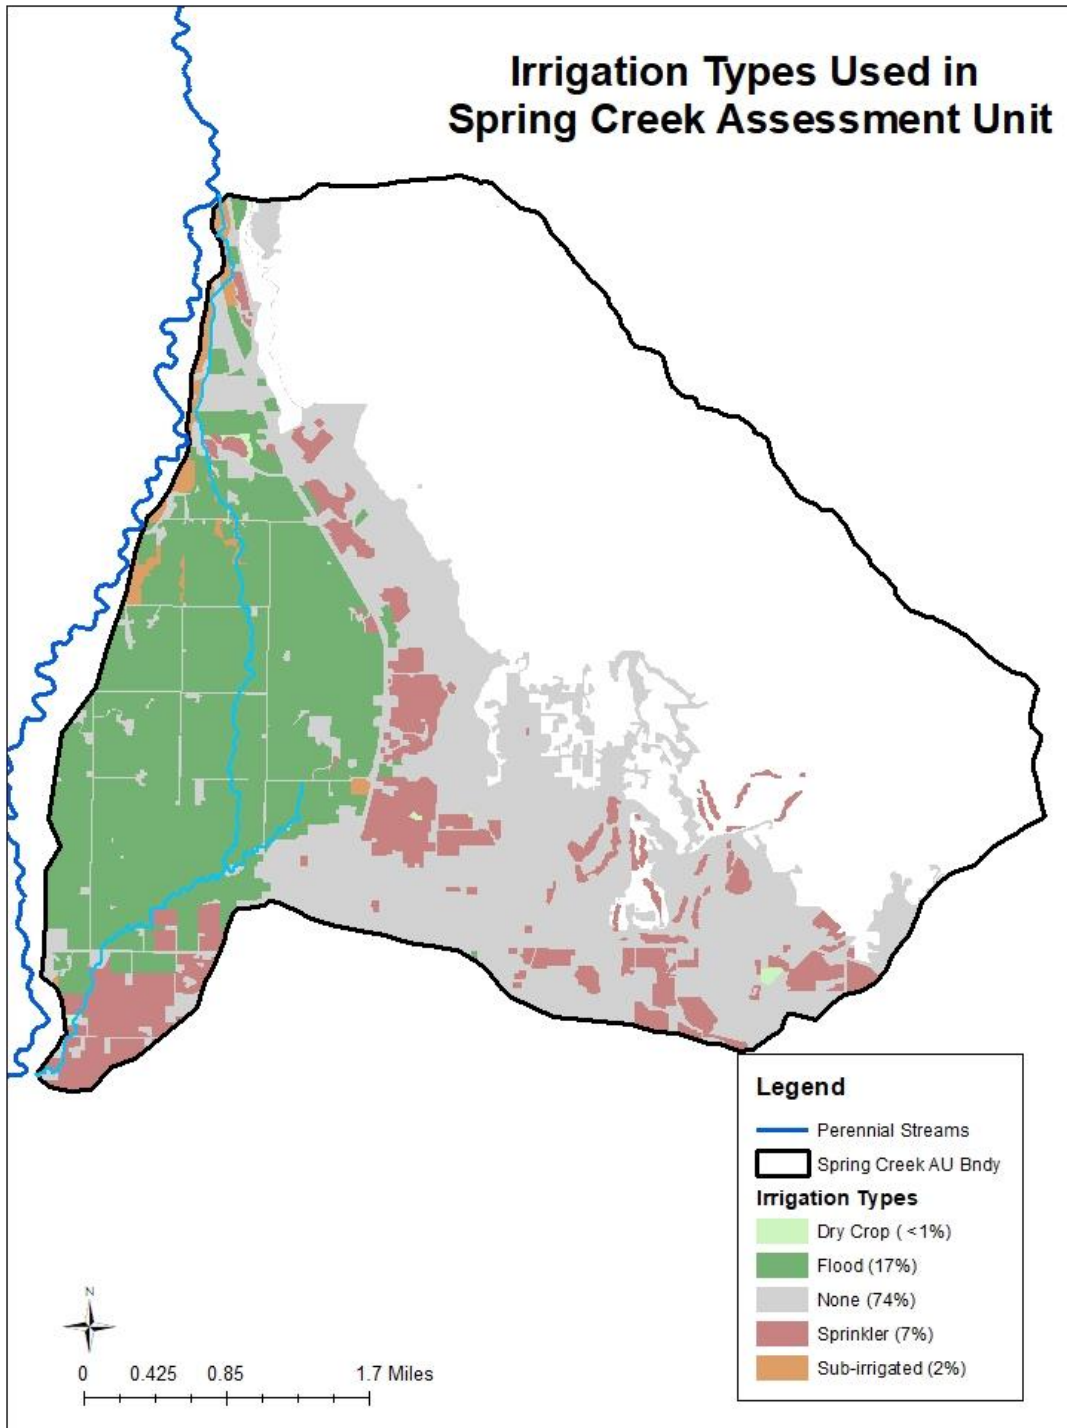 Irrigation Types Used in
Spring Creek Assessment Unit
Legend
Perennial Streams
Spring Creek AU Bndy
Irrigation Types
Dry Crop ( <1%)
Flood (17%)
None (74%)
Sprinkler (7%)
Sub-irrigated (2%)
N
0 0.425 0.85 1.7 Miles